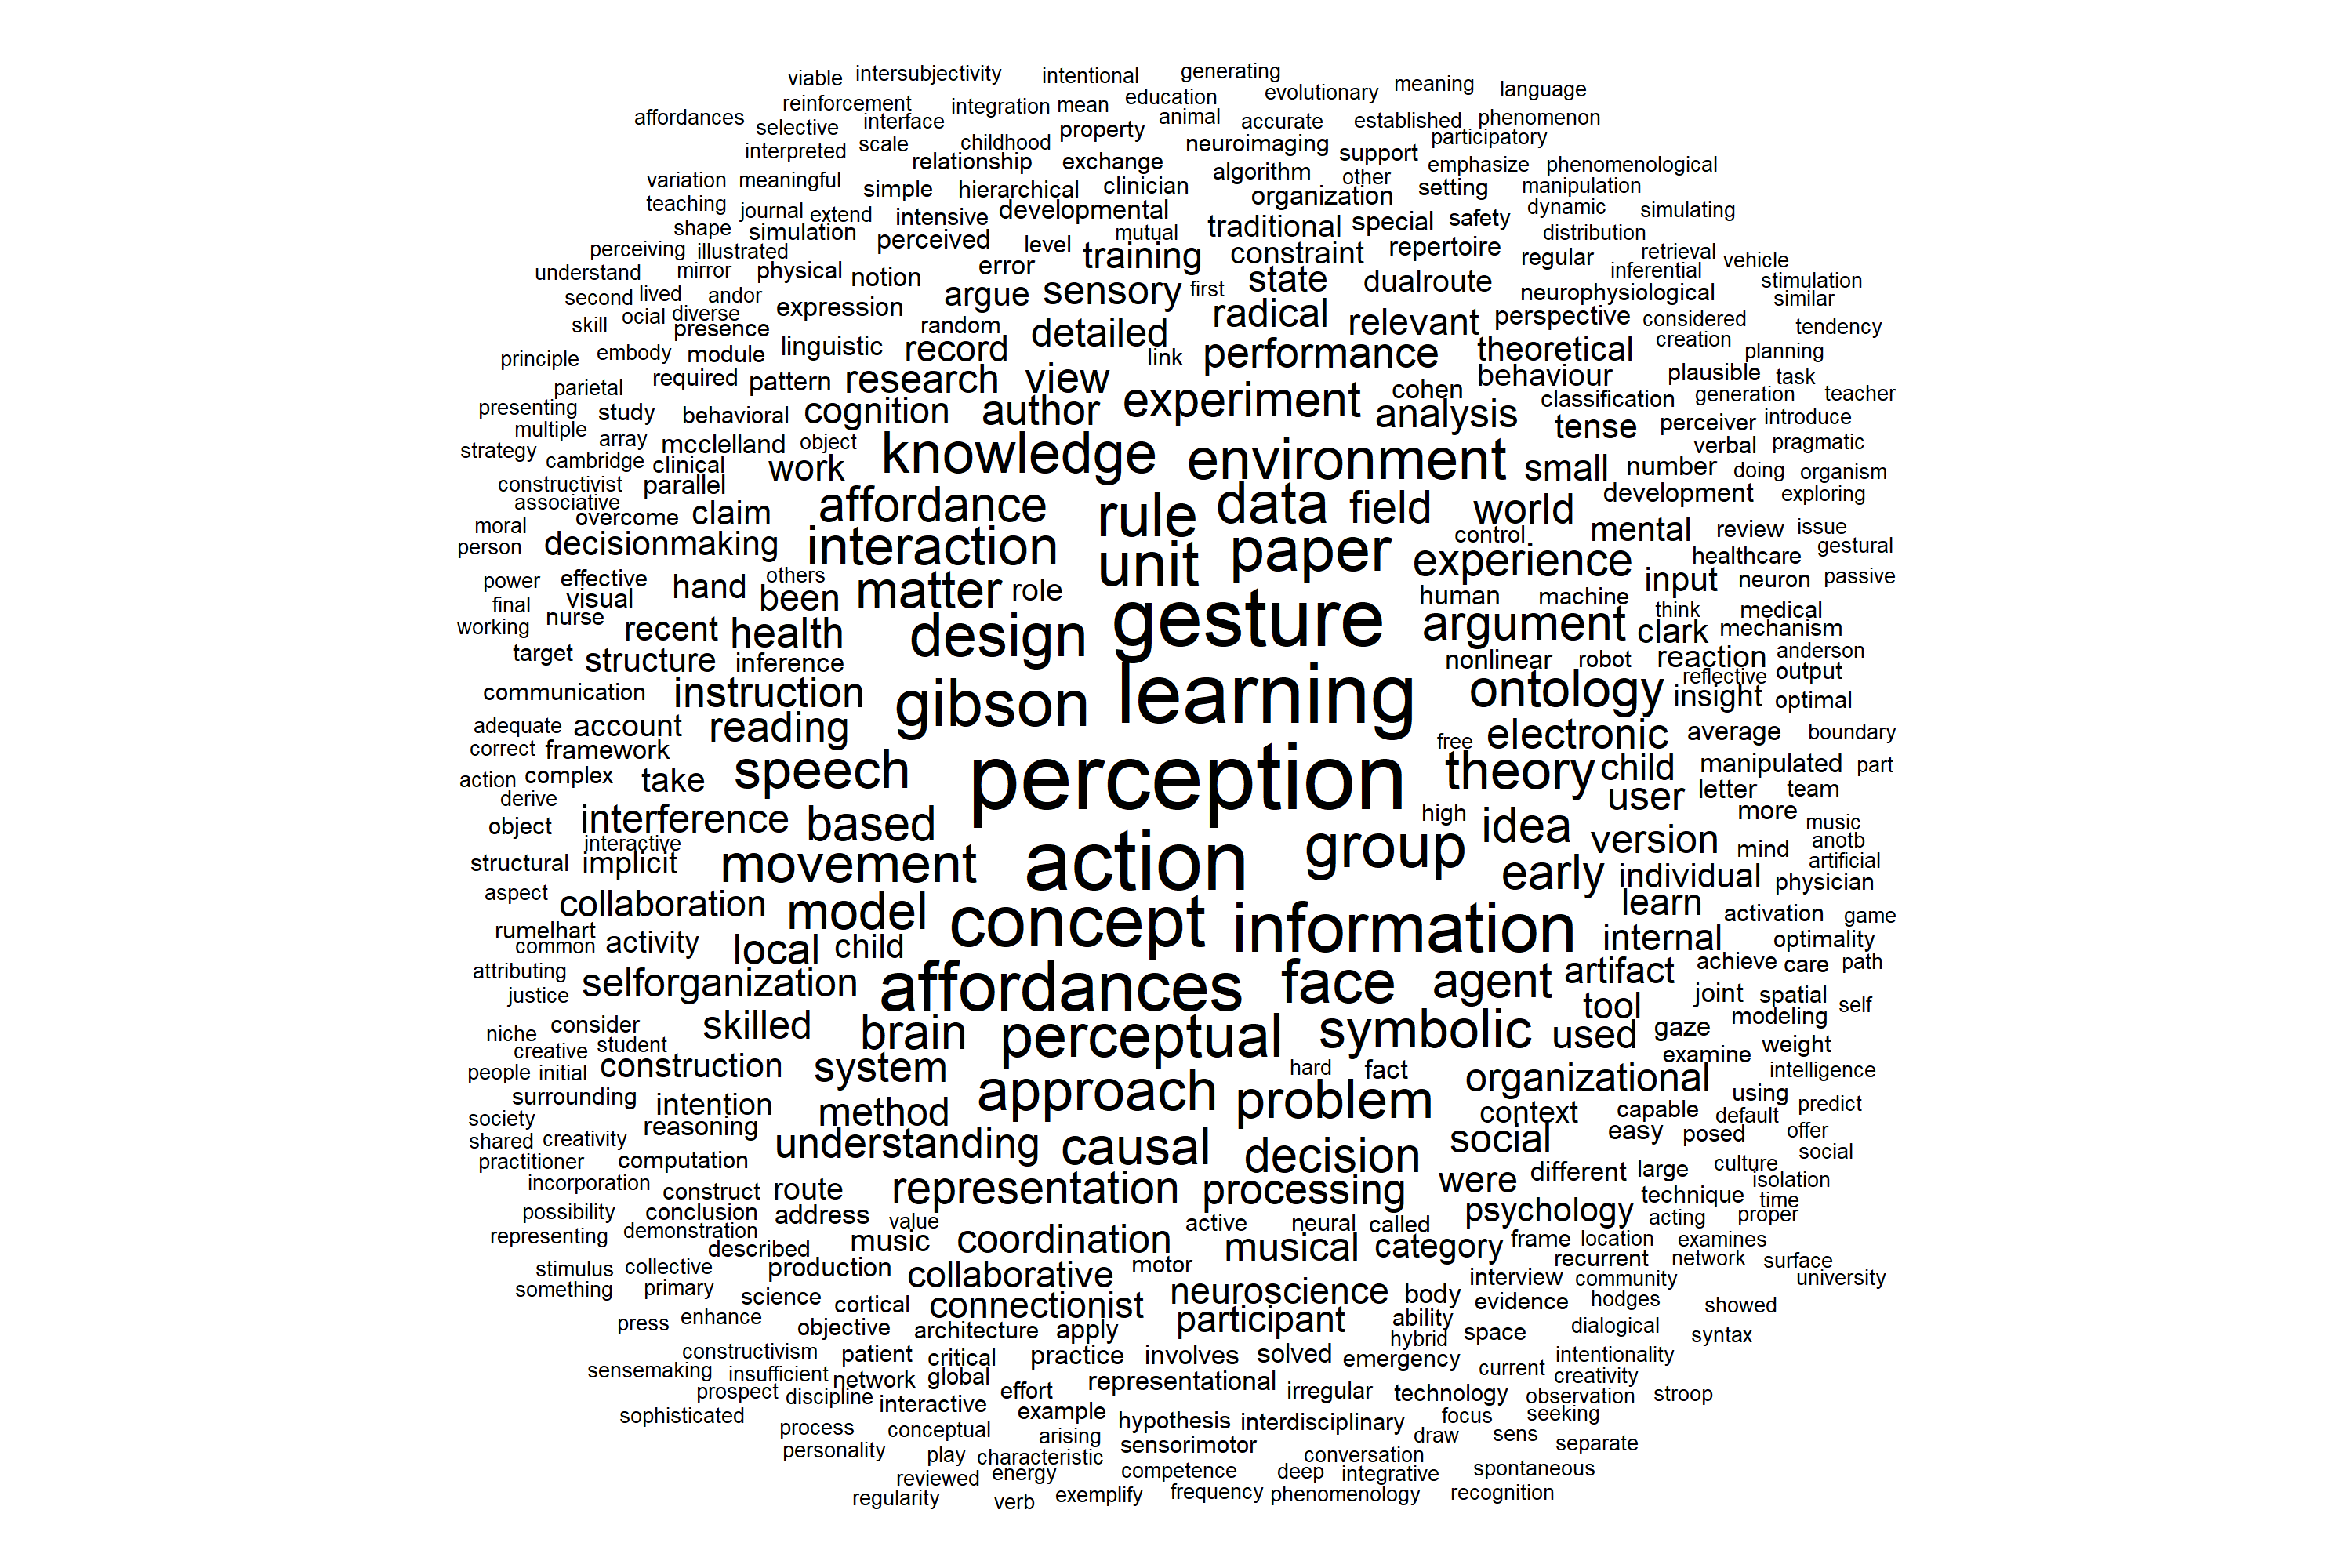 viable intersubjectivity intentional generating
reinforcement integration mean education evolutionary meaning language
affordances selective interface property animal accurate established phenomenon
interpreted scale childhood neuroimaging support participatory
relationship exchange algorithm other emphasize phenomenological
variation meaningful simple hierarchical clinician organization setting manipulation
teaching journal extend intensive developmental traditional special safety dynamic simulating
shape simulation perceived level mutual training constraint repertoire regular distribution
perceiving illustrated error state dualroute inferential retrieval vehicle
understand mirror physical notion argue sensory first neurophysiological stimulation
second lived andor expression radical relevant perspective considered similar
skill ocial diverse presence random detailed performance theoretical creation tendency
principle embody module linguistic record link planning
parietal required pattern research view behaviour plausible task
presenting study behavioral cognition author experiment cohen analysis classification generation teacher
multiple array mcclelland object tense perceiver introduce
strategy cambridge clinical work knowledge environment small number verbal pragmatic
constructivist parallel doing organism
associative overcome claim affordance rule data field world development exploring
moral mental review issue
person decisionmaking interaction unit paper control experience healthcare gestural
power effective hand others matter role input neuron passive
final visual been human machine think medical
working nurse recent health design gesture argument clark mechanism
target structure inference nonlinear robot reaction anderson
communication instruction gibson learning ontology reflective insight output optimal
adequate account reading free electronic average boundary
correct framework
action complex take speech perception theory child manipulated part
derive user letter team
object interference based high idea version more music
interactive anotb
structural implicit movement action group early individual mind artificial
aspect collaboration model concept information learn activation physician game
rumelhart
common activity local child internal optimality
attributing selforganization affordances face agent artifact achieve care path
justice tool joint spatial self
niche consider skilled brain perceptual symbolic used gaze modeling
creative student examine weight
people initial construction system hard fact organizational intelligence
surrounding intention method approach problem context capable using default predict
society reasoning
shared creativity understanding causal decision social easy posed offer
practitioner computation social
incorporation construct route representation processing were different large culture isolation
possibility conclusion address value psychology technique time
representing demonstration active neural called acting proper
described music coordination musical category frame location examines
stimulus collective production collaborative motor recurrent network surface
something primary science cortical connectionist neuroscience body interview community university
press enhance objective architecture apply participant ability evidence hodges showed
hybrid space dialogical syntax
constructivism patient critical practice involves solved emergency current intentionality
sensemaking insufficient network global representational irregular technology creativity
prospect discipline interactive effort observation stroop
sophisticated example hypothesis interdisciplinary focus seeking
process conceptual arising sensorimotor draw sens separate
personality play characteristic conversation
reviewed energy competence deep integrative spontaneous
regularity verb exemplify frequency phenomenology recognition